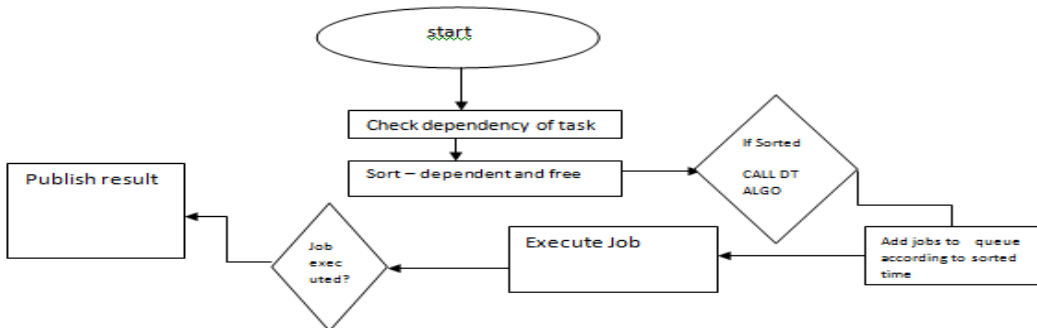 start
Check dependency of task
Sort – dependent and free
If Sorted
CALL DT
ALGO
Add jobs to queue
according to sorted
time
Execute Job
Job
exec
uted?
Publish result